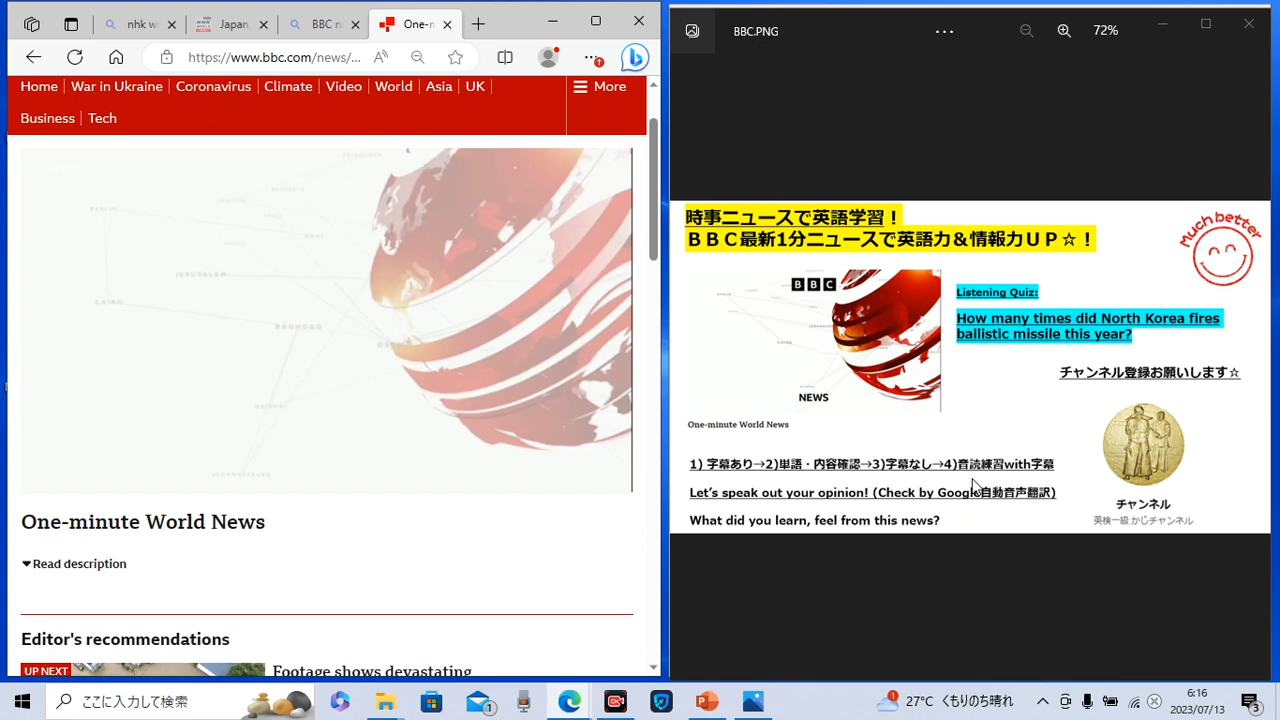 nhk w
Japan
BBC n
One-n
https://www.bbc.com/news/...
Home
War in Ukraine
Coronavirus
Climate
Video
World
Asia
UK
More
Business
Tech
JERUSALEM
CAIRO
BAGHDAD
One-minute World News
Read description
Editor's recommendations
UP NEXT
Footage shows devastating
BBC.PNG
72%
時事ニュースで英語学習！
ＢＢＣ最新1分ニュースで英語力＆情報力ＵＰ☆！
Much better
BBC
NEWS
Listening Quiz:
How many times did North Korea fires
ballistic missile this year?
チャンネル登録お願いします☆
One-minute World News
1) 字幕あり→2)単語・内容確認→3)字幕なし→4)音読練習with字幕
Let's speak out your opinion! (Check by Google自動音声翻訳)
What did you learn, feel from this news?
チャンネル
英検一級 かじチャンネル
ここに入力して検索
1
1
27°C くもりのち晴れ
6:16
2023/07/13
3